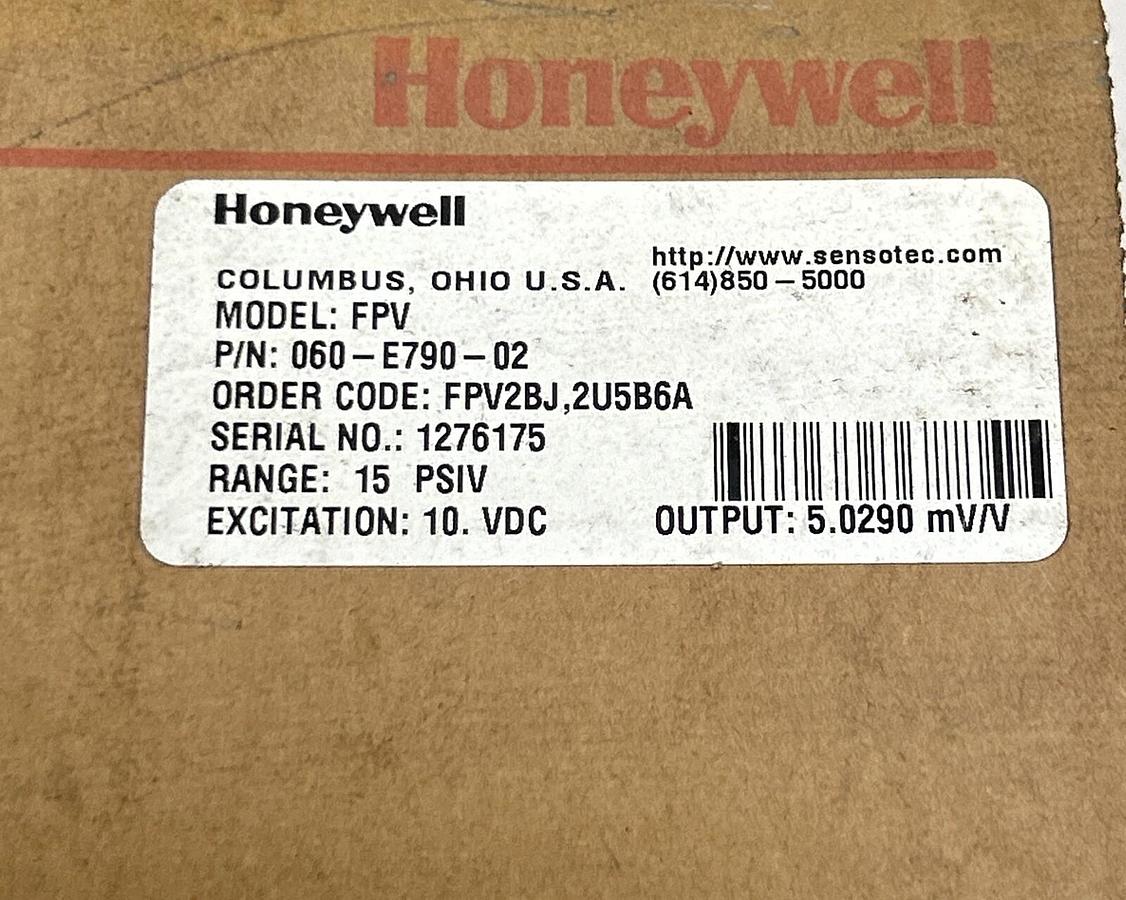 Honeywell
Honeywell
http://www.sensotec.com
COLUMBUS, OHIO U.S.A. (614)850-5000
MODEL: FPV
P/N: 060-E790-02
ORDER CODE: FPV2BJ,2U5B6A
SERIAL NO.: 1276175
RANGE: 15 PSIV
EXCITATION: 10. VDC OUTPUT: 5.0290 mV/V